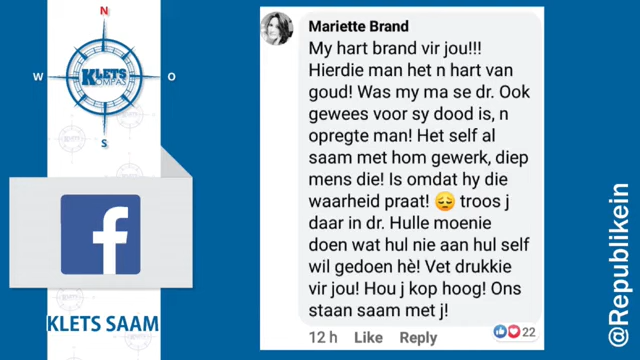 N
W
O
S
KLETS
KOMPAS
KLETS SAAM
Mariette Brand
My hart brand vir jou!!!
Hierdie man het n hart van
goud! Was my ma se dr. Ook
gewees voor sy dood is, n
opregte man! Het self al
saam met hom gewerk, diep
mens die! Is omdat hy die
waarheid praat! 😔 troos j
daar in dr. Hulle moenie
doen wat hul nie aan hul self
wil gedoen hè! Vet drukkie
vir jou! Hou j kop hoog! Ons
staan saam met j!
12 h Like Reply 22
@Republikein